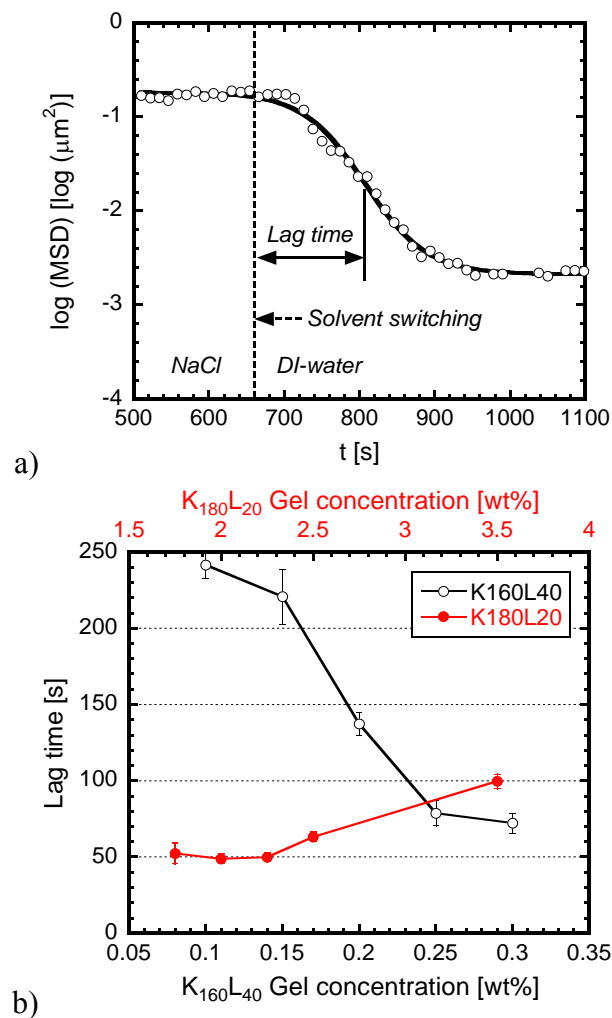 0
-1
-2
-3
-4
log (MSD) [log (μm²)]
Lag time
Solvent switching
NaCl DI-water
500 600 700 800 900 1000 1100
t [s]
a)
K₁₈₀L₂₀ Gel concentration [wt%]
1.5 2 2.5 3 3.5 4
250
200
150
100
50
0
Lag time [s]
K160L40
K180L20
0.05 0.1 0.15 0.2 0.25 0.3 0.35
K₁₆₀L₄₀ Gel concentration [wt%]
b)